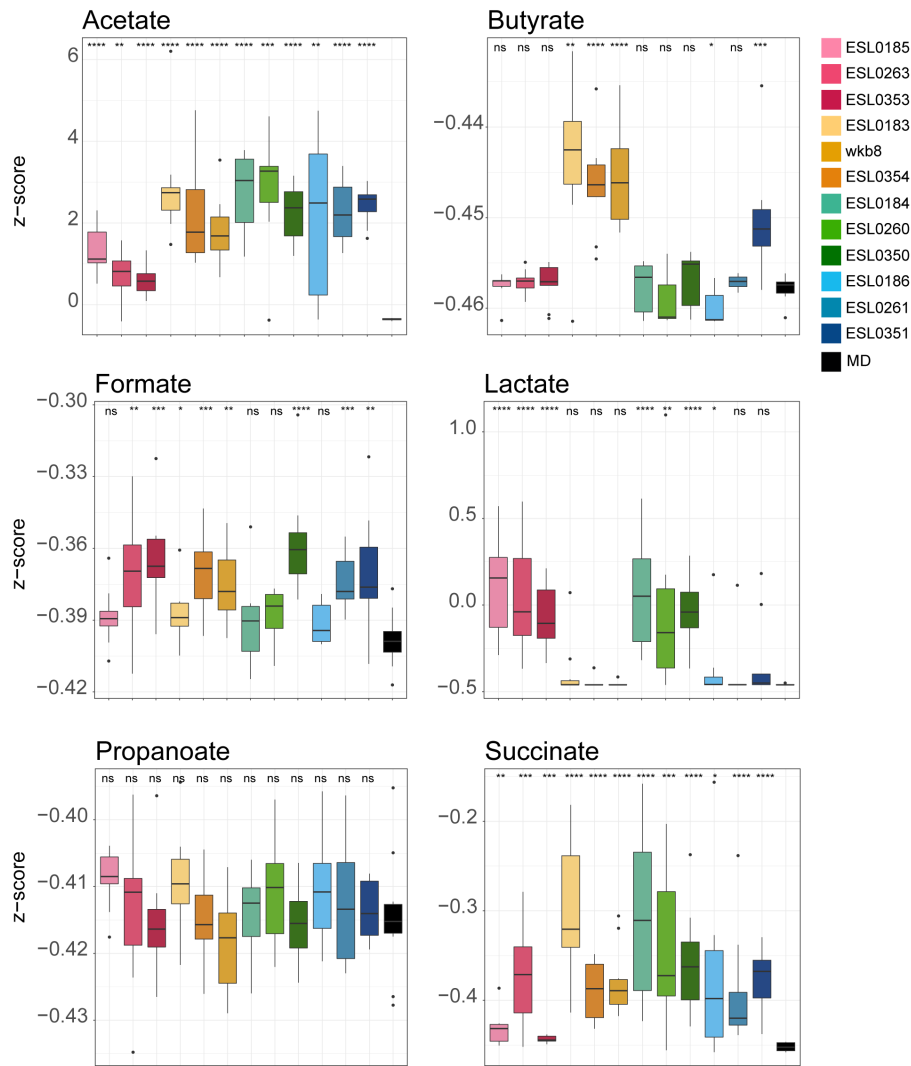 Acetate
**** ** **** **** **** **** **** *** **** ** **** ****
6
4
2
0
z-score
Butyrate
ns ns ns ** **** **** ns ns ns * ns ***
−0.44
−0.45
−0.46
ESL0185
ESL0263
ESL0353
ESL0183
wkb8
ESL0354
ESL0184
ESL0260
ESL0350
ESL0186
ESL0261
ESL0351
MD
Formate
ns ** *** * *** ** ns ns **** ns *** **
−0.30
−0.33
−0.36
−0.39
−0.42
z-score
Lactate
**** **** **** ns ns ns **** ** **** * ns ns
1.0
0.5
0.0
−0.5
Propanoate
ns ns ns ns ns ns ns ns ns ns ns ns
−0.40
−0.41
−0.42
−0.43
z-score
Succinate
** *** *** **** **** **** **** *** **** * **** ****
−0.2
−0.3
−0.4